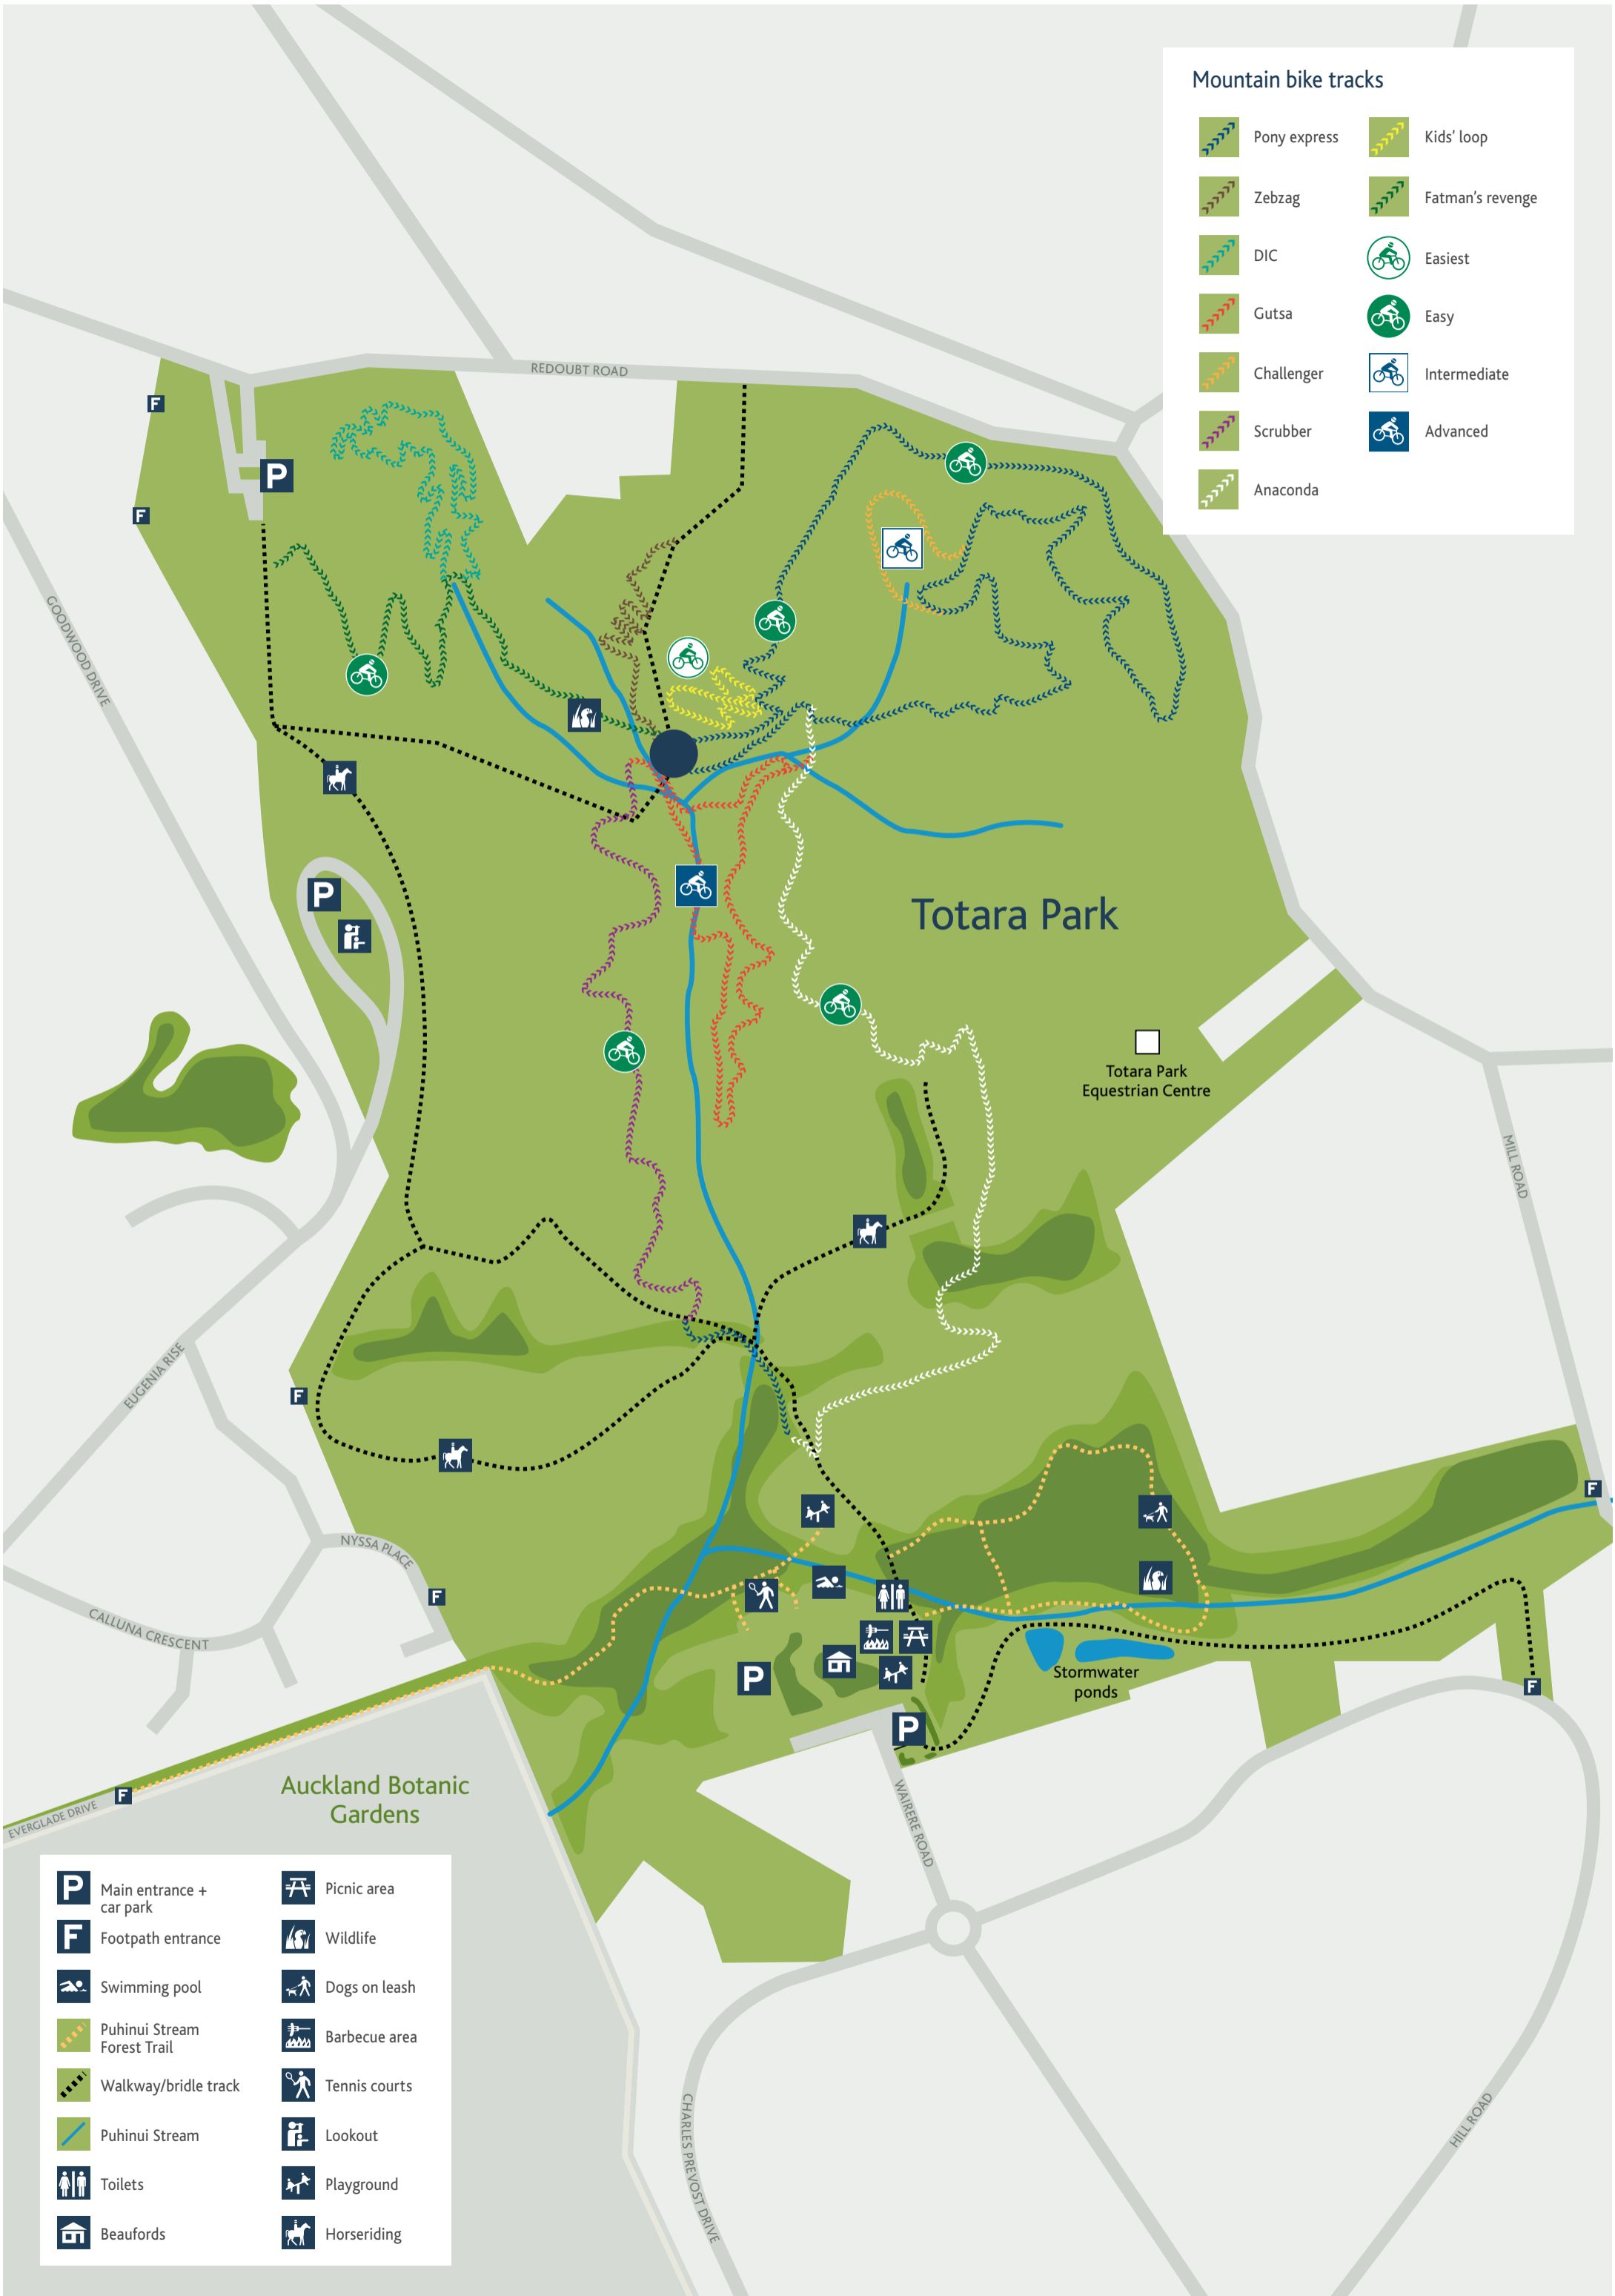 Mountain bike tracks
Pony express
Kids’ loop
Zebzag
Fatman’s revenge
DIC
Easiest
Gutsa
Easy
Challenger
Intermediate
Scrubber
Advanced
Anaconda
REDOUBT ROAD
F
P
F
GOODWOOD DRIVE
P
Totara Park
Totara Park
Equestrian Centre
MILL ROAD
EUGENIA RISE
F
F
NYSSA PLACE
F
CALLUNA CRESCENT
P
Stormwater
ponds
F
P
Auckland Botanic
Gardens
F
EVERGLADE DRIVE
WAIRERE ROAD
CHARLES PREVOST DRIVE
HILL ROAD
P
Main entrance +
car park
Picnic area
F
Footpath entrance
Wildlife
Swimming pool
Dogs on leash
Puhinui Stream
Forest Trail
Barbecue area
Walkway/bridle track
Tennis courts
Puhinui Stream
Lookout
Toilets
Playground
Beaufords
Horseriding